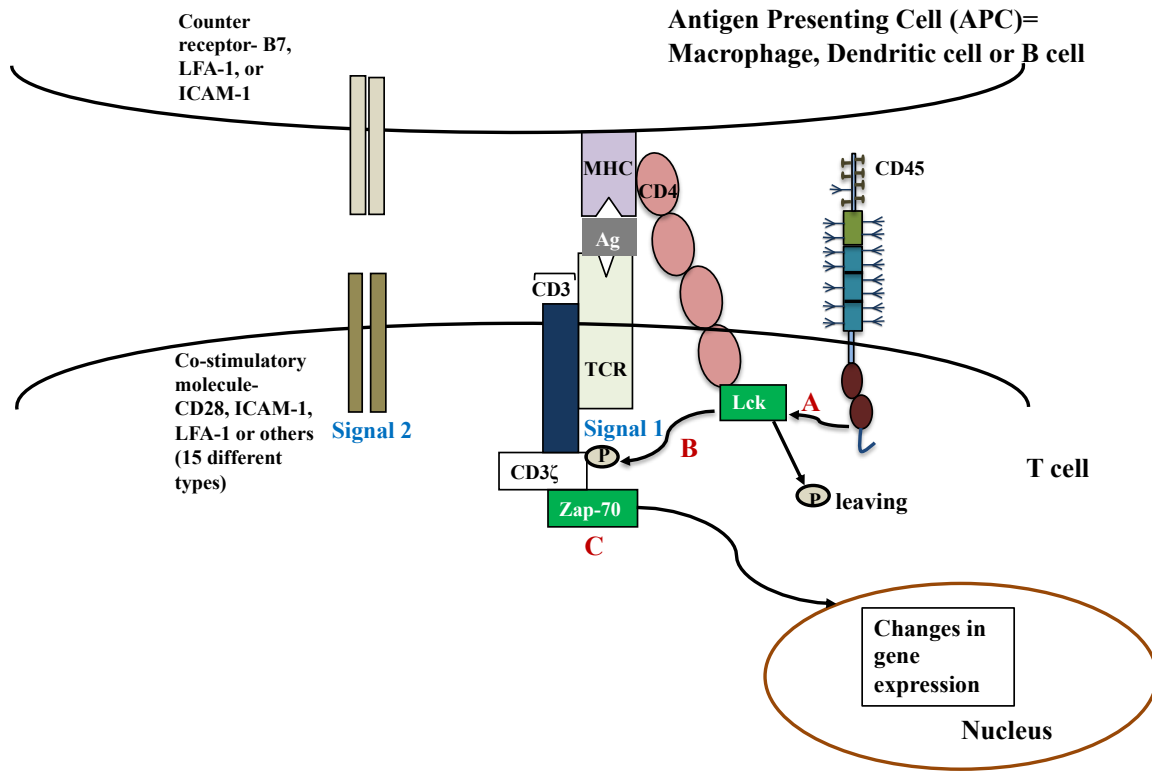 Counter
receptor- B7,
LFA-1, or
ICAM-1
Antigen Presenting Cell (APC)=
Macrophage, Dendritic cell or B cell
MHC
CD4
CD45
Ag
CD3
TCR
Co-stimulatory
molecule-
CD28, ICAM-1,
LFA-1 or others
(15 different
types)
Signal 2
Signal 1
Lck
A
B
P
CD3ζ
Zap-70
C
P
leaving
T cell
Changes in
gene
expression
Nucleus